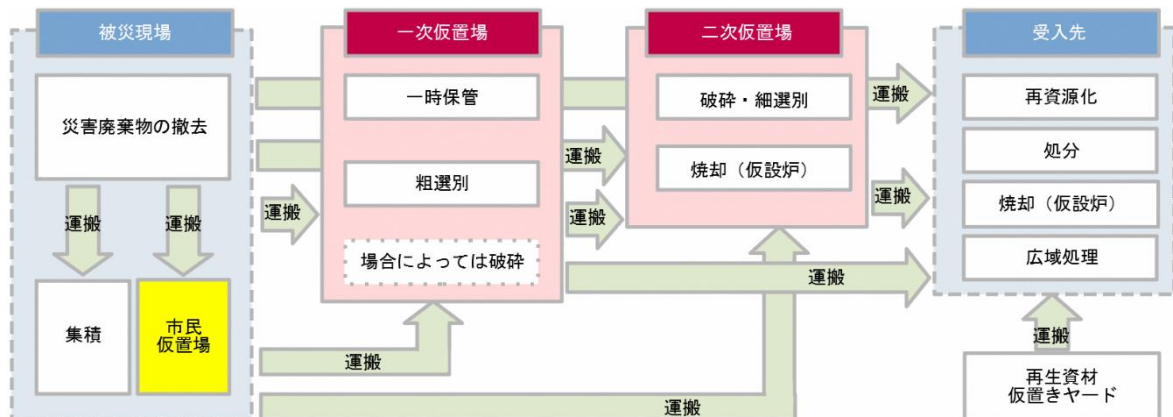 被災現場
災害廃棄物の撤去
運搬
運搬
集積
市民
仮置場
運搬
一次仮置場
一時保管
粗選別
場合によっては破砕
運搬
運搬
運搬
運搬
運搬
二次仮置場
破砕・細選別
焼却（仮設炉）
運搬
運搬
受入先
再資源化
処分
焼却（仮設炉）
広域処理
運搬
再生資材
仮置きヤード